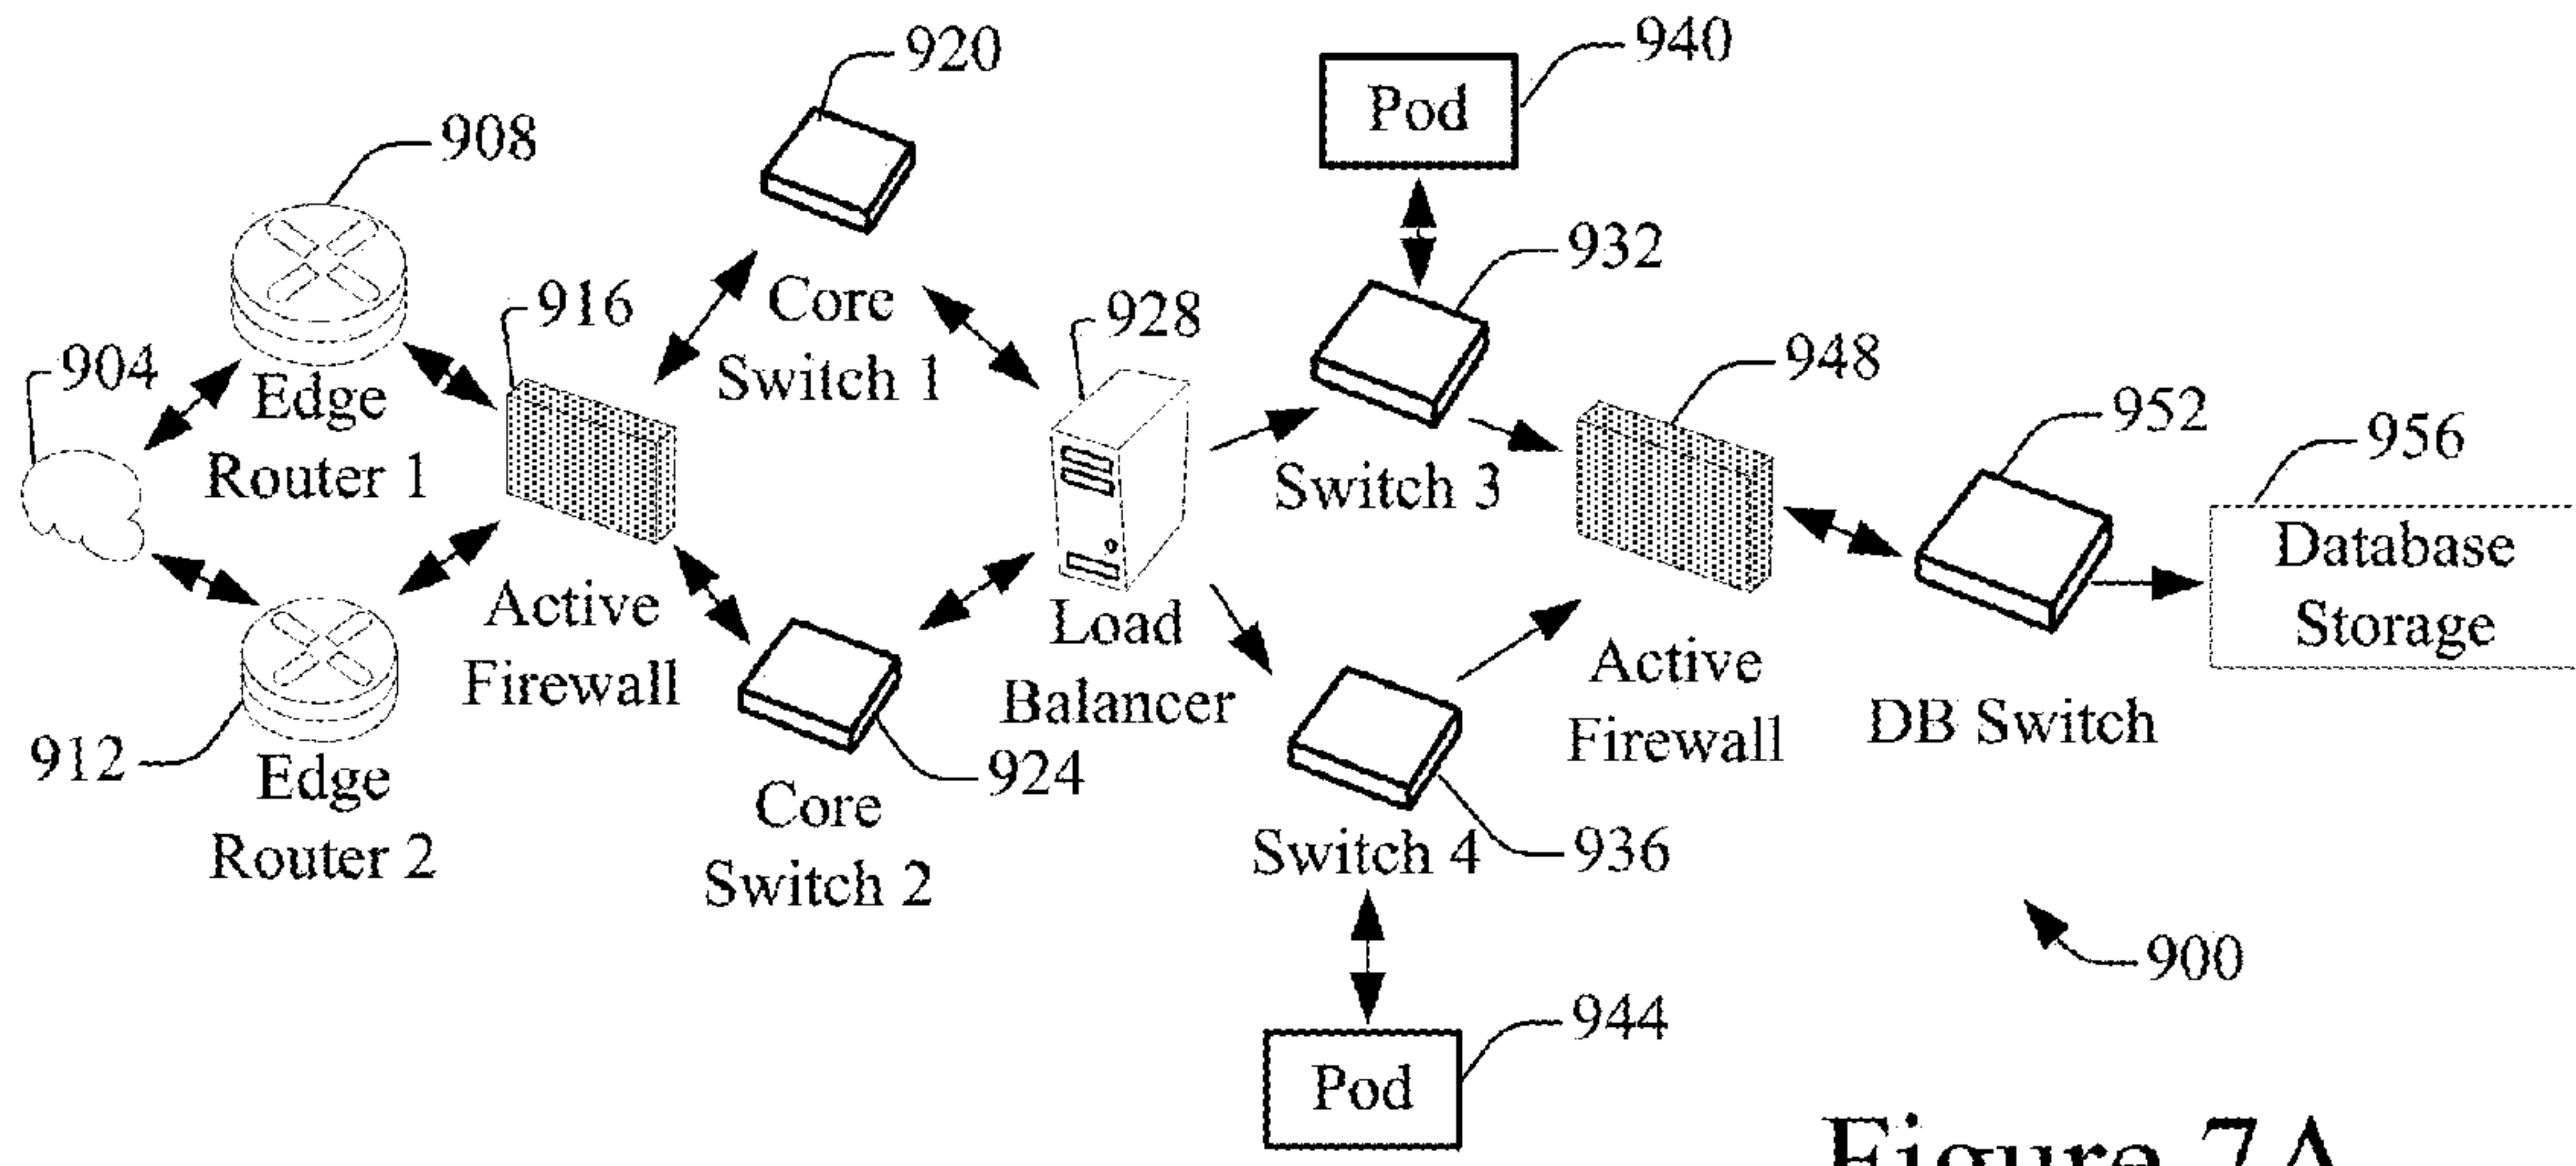 920
940
Pod
908
932
916
Core
Switch 1
928
948
904
Edge
Router 1
952
956
Switch 3
Database
Storage
Active
Firewall
Load
Balancer
Active
Firewall
DB Switch
912
Edge
Router 2
924
Core
Switch 2
Switch 4
936
900
944
Pod
Figure 7A